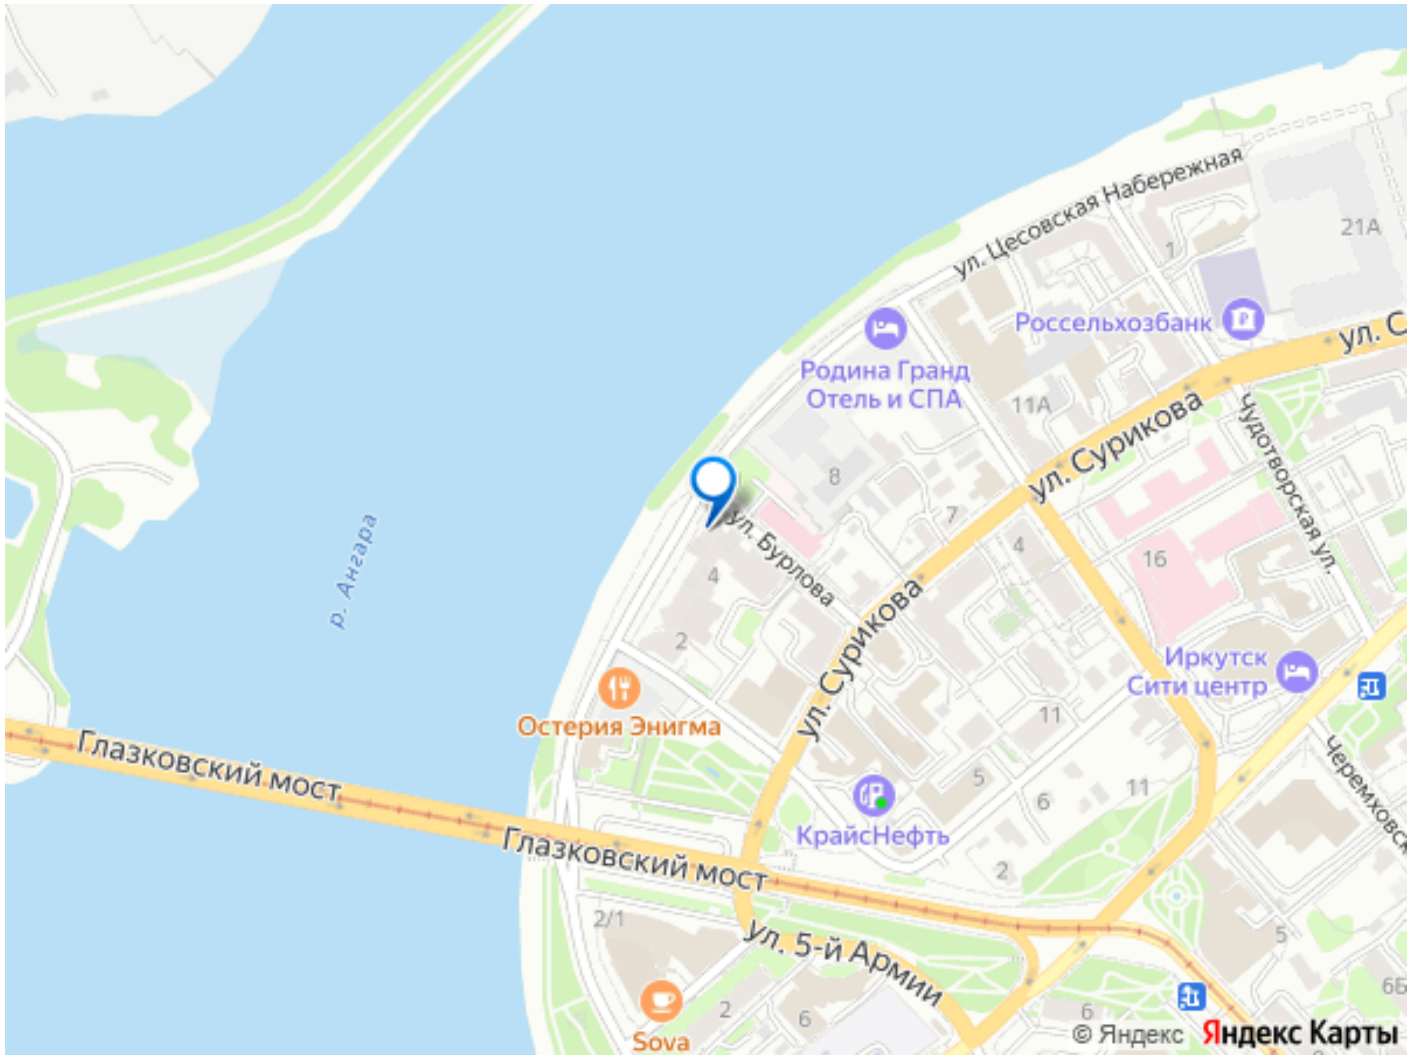 ул. Цесовская Набережная
21А
1
Россельхозбанк
ул. С
Родина Гранд
Отель и СПА
11А
ул. Сурикова
Чудотворская ул.
8
7
ул. Бурлова
4
16
4
р. Ангара
ул. Сурикова
2
Иркутск
Сити центр
Остерия Энигма
11
Глазковский мост
5
11
6
Черемховск
КрайсНефть
Глазковский мост
2
2/1
ул. 5-й Армии
5
6Б
2
6
6
Sova
© Яндекс Яндекс Карты